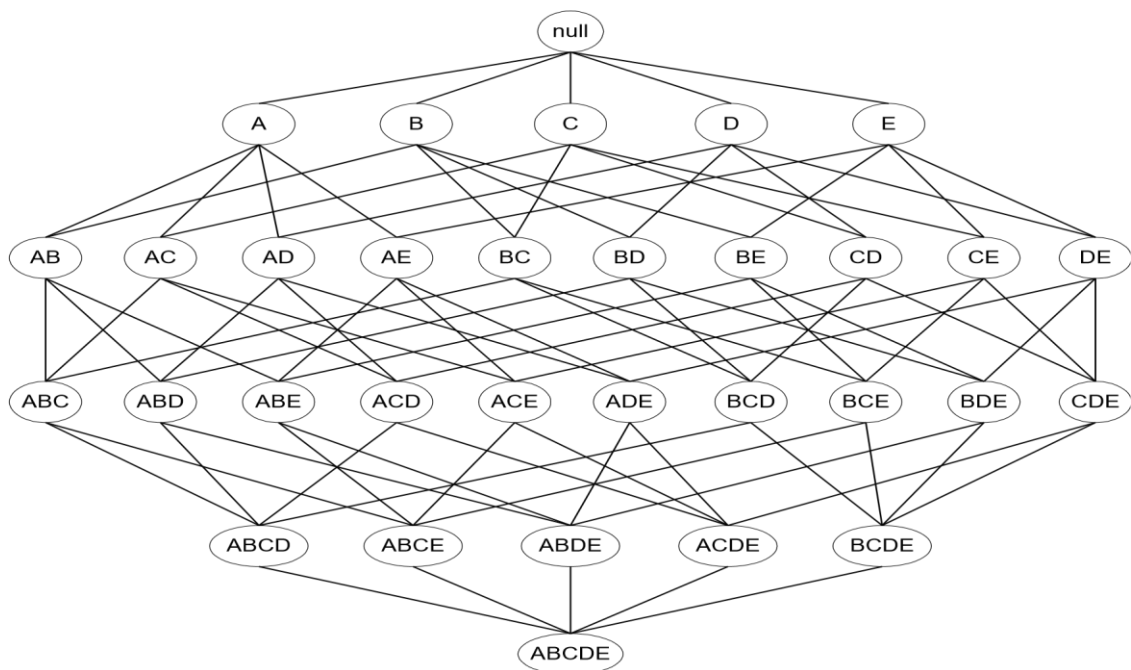 null
A B C D E
AB AC AD AE BC BD BE CD CE DE
ABC ABD ABE ACD ACE ADE BCD BCE BDE CDE
ABCD ABCE ABDE ACDE BCDE
ABCDE